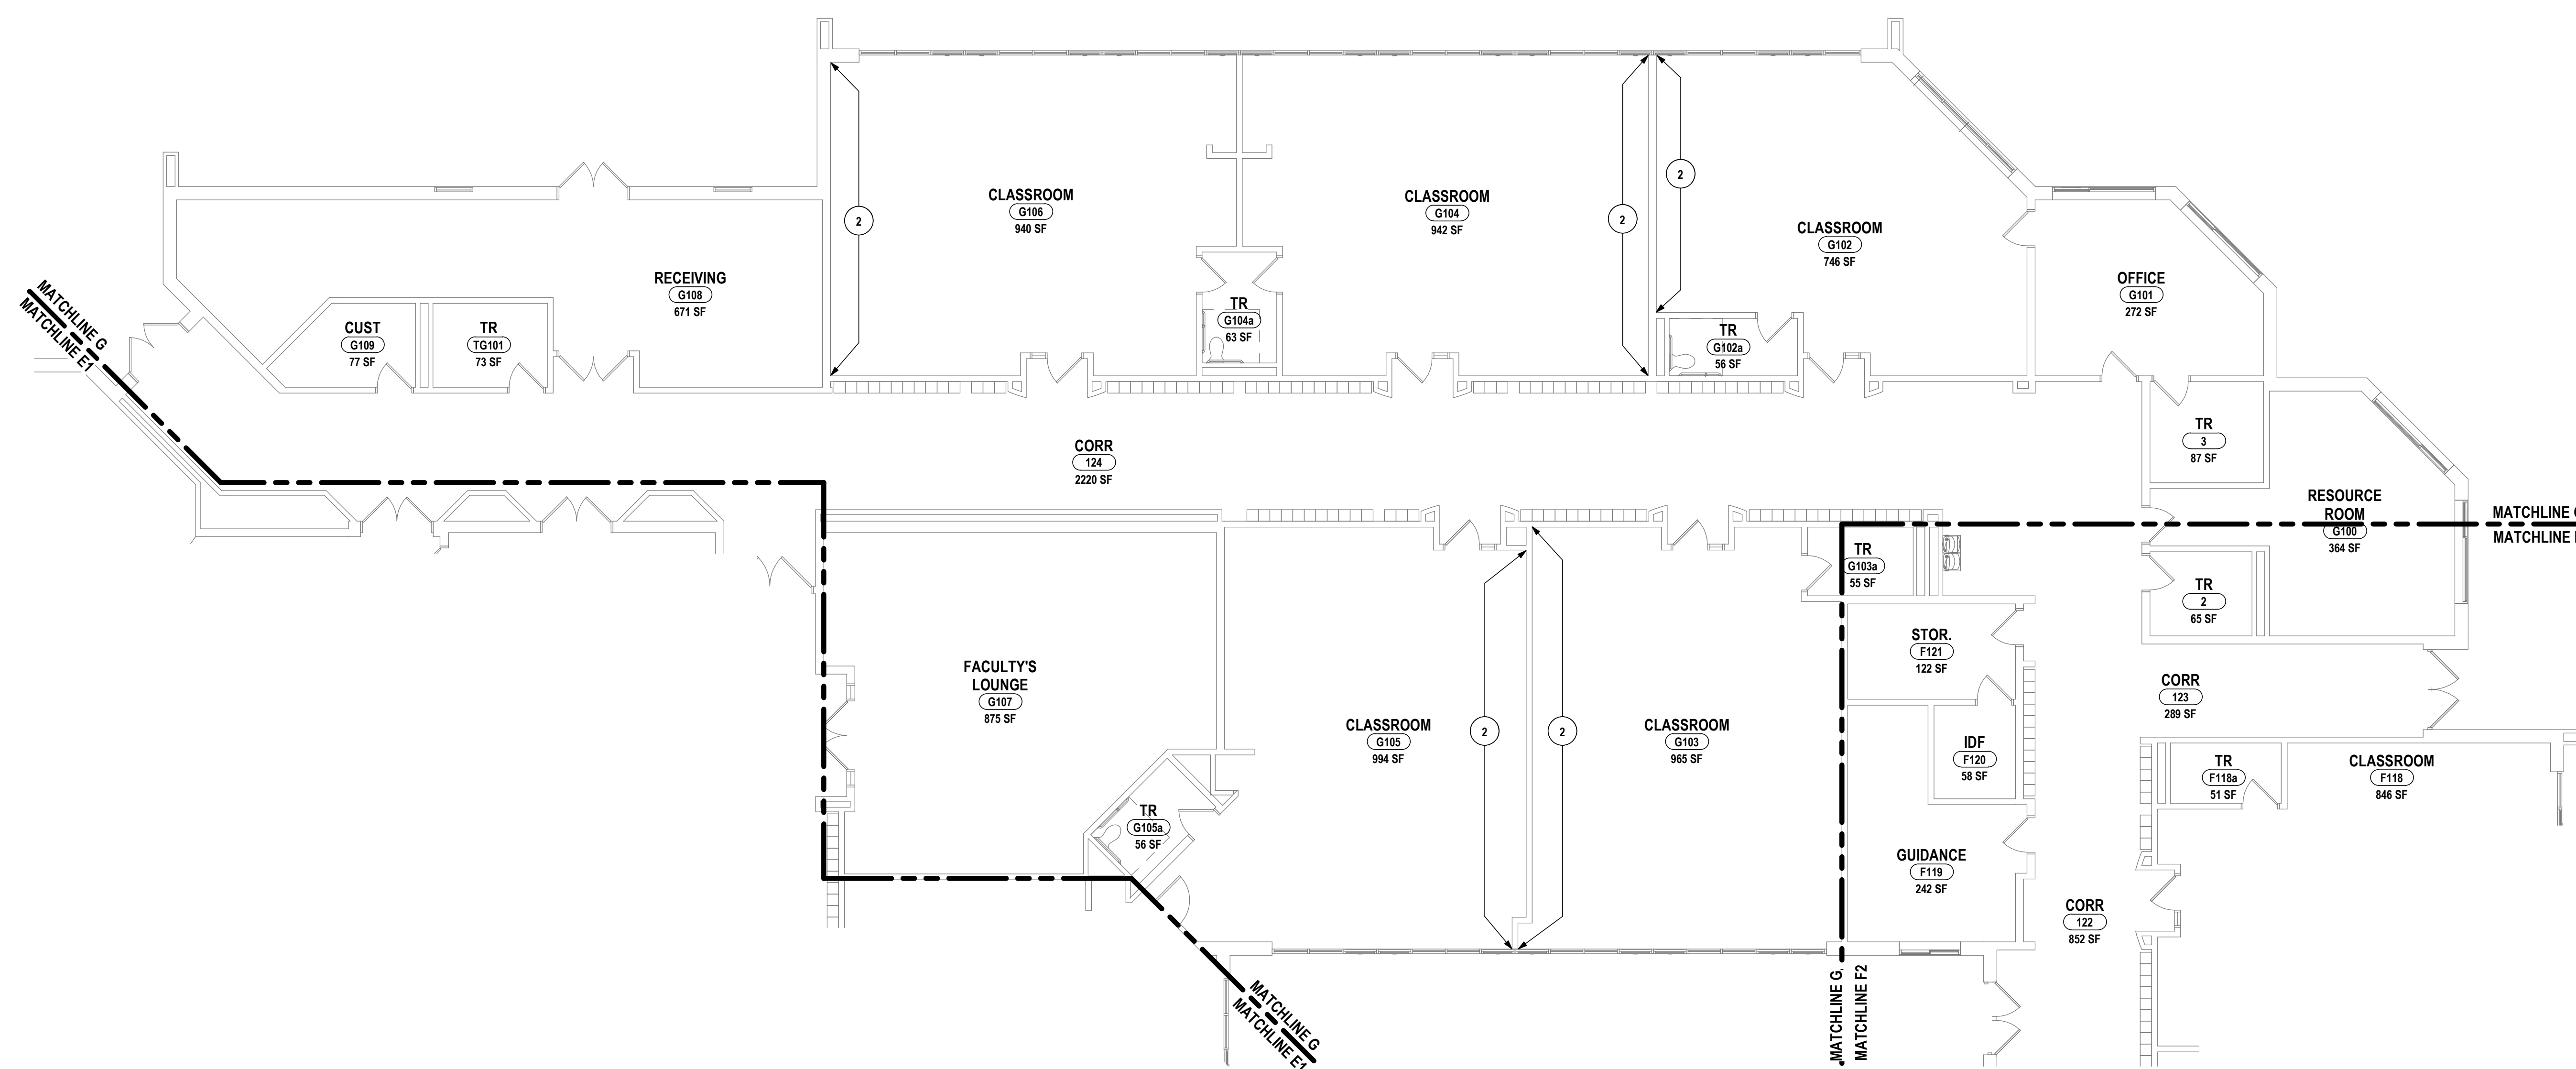 CLASSROOM
G106
940 SF
CLASSROOM
G104
942 SF
CLASSROOM
G102
746 SF
2
2
2
RECEIVING
G108
671 SF
OFFICE
G101
272 SF
MATCHLINE G
MATCHLINE E1
CUST
G109
77 SF
TR
TG101
73 SF
TR
G104a
63 SF
TR
G102a
56 SF
CORR
124
2220 SF
TR
3
87 SF
RESOURCE
ROOM
G100
364 SF
MATCHLINE
MATCHLINE
TR
G103a
55 SF
TR
2
65 SF
STOR.
F121
122 SF
FACULTY'S
LOUNGE
G107
875 SF
CLASSROOM
G105
994 SF
2
2
CLASSROOM
G103
965 SF
IDF
F120
58 SF
CORR
123
289 SF
TR
F118a
51 SF
CLASSROOM
F118
846 SF
TR
G105a
56 SF
GUIDANCE
F119
242 SF
CORR
122
852 SF
MATCHLINE G
MATCHLINE E1
MATCHLINE G
MATCHLINE F2